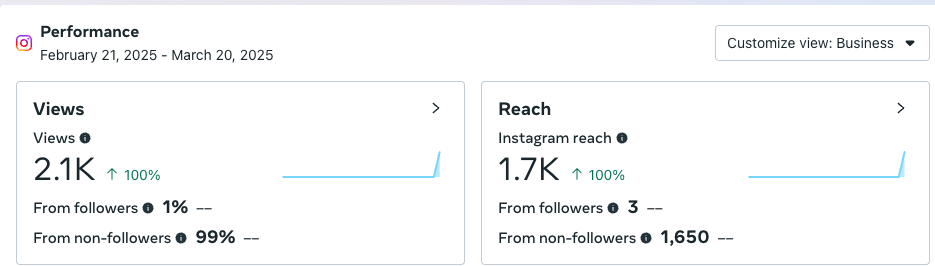 Performance
February 21, 2025 - March 20, 2025
Customize view: Business
Views
Views
2.1K ↑ 100%
From followers 1% --
From non-followers 99% --
Reach
Instagram reach
1.7K ↑ 100%
From followers 3 --
From non-followers 1,650 --